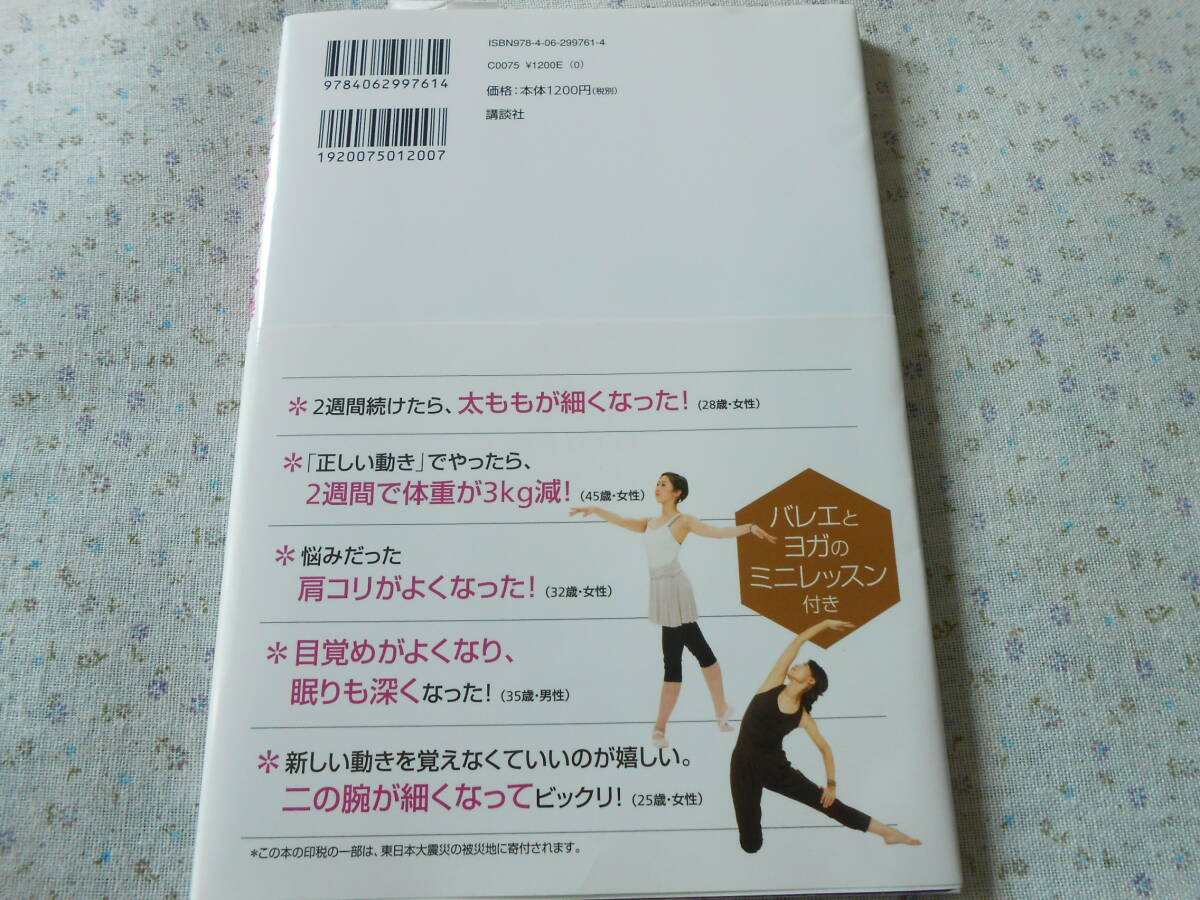 9784062997614
1920075012007
ISBN978-4-06-299761-4
C0075 ¥1200E (0)
価格：本体1200円(税別)
講談社
＊2週間続けたら、太ももが細くなった！(28歳・女性)
＊「正しい動き」でやったら、
2週間で体重が3kg減！(45歳・女性)
＊悩みだった
肩コリがよくなった！(32歳・女性)
＊目覚めがよくなり、
眠りも深くなった！(35歳・男性)
＊新しい動きを覚えなくていいのが嬉しい。
二の腕が細くなってビックリ！(25歳・女性)
バレエと
ヨガの
ミニレッスン
付き
＊この本の印税の一部は、東日本大震災の被災地に寄付されます。